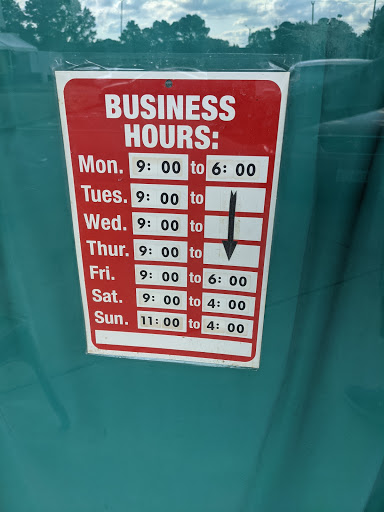 BUSINESS
HOURS:
Mon. 9: 00 to 6: 00
Tues. 9: 00 to
Wed. 9: 00 to
Thur. 9: 00 to
Fri. 9: 00 to 6: 00
Sat. 9: 00 to 4: 00
Sun. 11: 00 to 4: 00